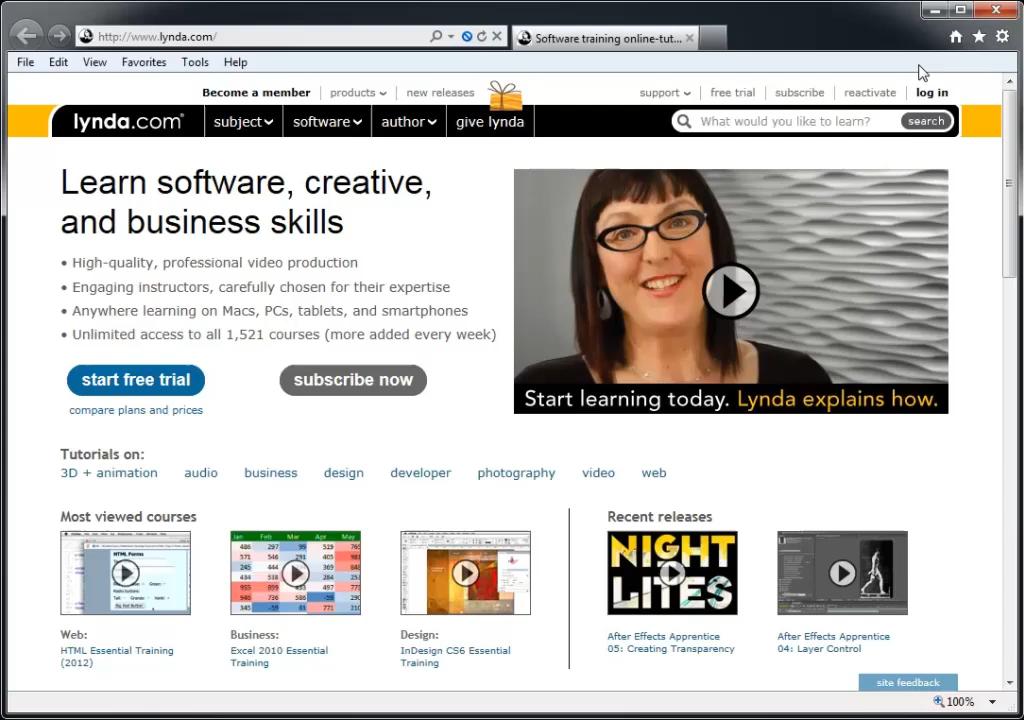 http://www.lynda.com/
Software training online-tut...
File Edit View Favorites Tools Help
Become a member products new releases support free trial subscribe reactivate log in
lynda.com® subject software author give lynda What would you like to learn? search
Learn software, creative,
and business skills
• High-quality, professional video production
• Engaging instructors, carefully chosen for their expertise
• Anywhere learning on Macs, PCs, tablets, and smartphones
• Unlimited access to all 1,521 courses (more added every week)
start free trial subscribe now
compare plans and prices
Start learning today. Lynda explains how.
Tutorials on:
3D + animation audio business design developer photography video web
Most viewed courses
HTML Forms
Jan Feb Mar Apr May
Web:
HTML Essential Training
(2012)
Business:
Excel 2010 Essential
Training
Design:
InDesign CS6 Essential
Training
Recent releases
NIGHT
LITES
After Effects Apprentice
05: Creating Transparency
After Effects Apprentice
04: Layer Control
site feedback
100%